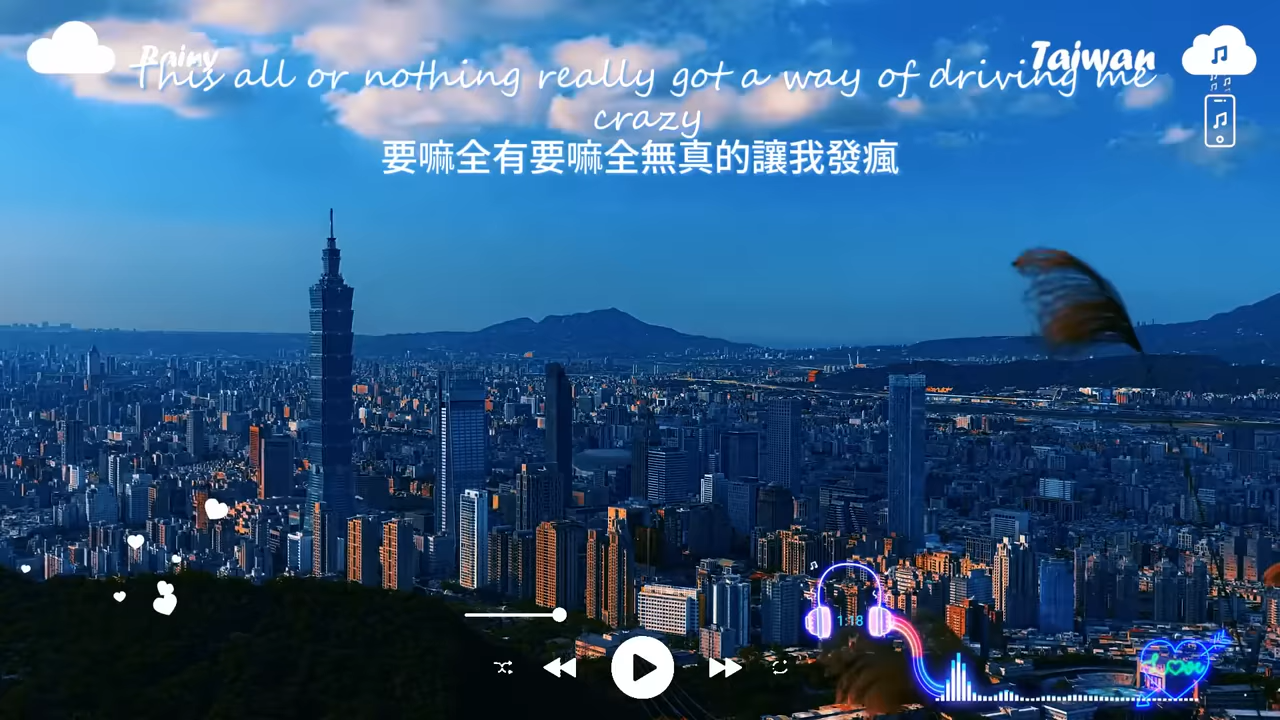 Rainy
Taiwan
This all or nothing really got a way of driving me
crazy
要嘛全有要嘛全無真的讓我發瘋
1:18
Love